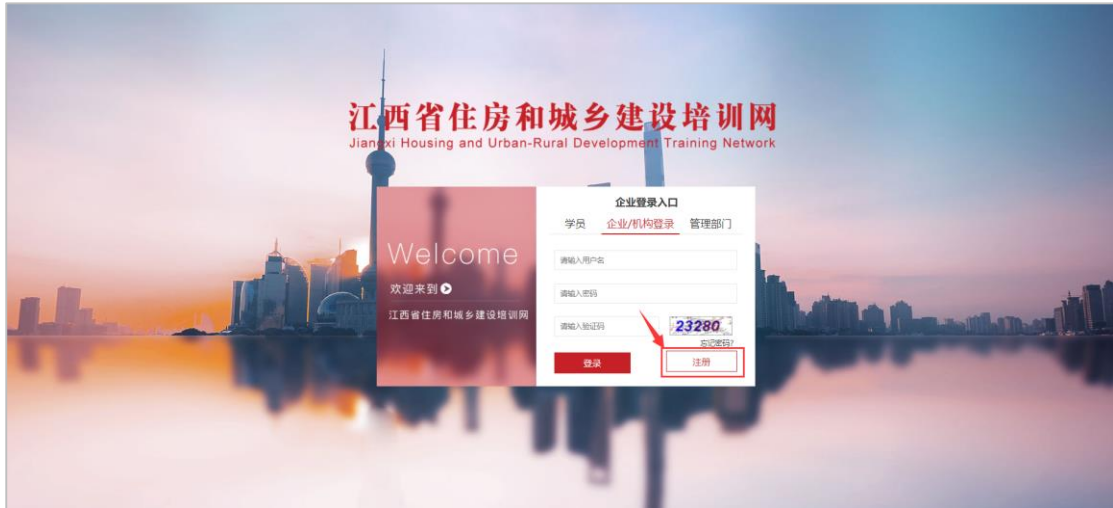 江西省住房和城乡建设培训网
Jiangxi Housing and Urban-Rural Development Training Network
企业登录入口
学员 企业/机构登录 管理部门
Welcome
欢迎来到
江西省住房和城乡建设培训网
请输入用户名
请输入密码
请输入验证码 23280
忘记密码?
登录 注册